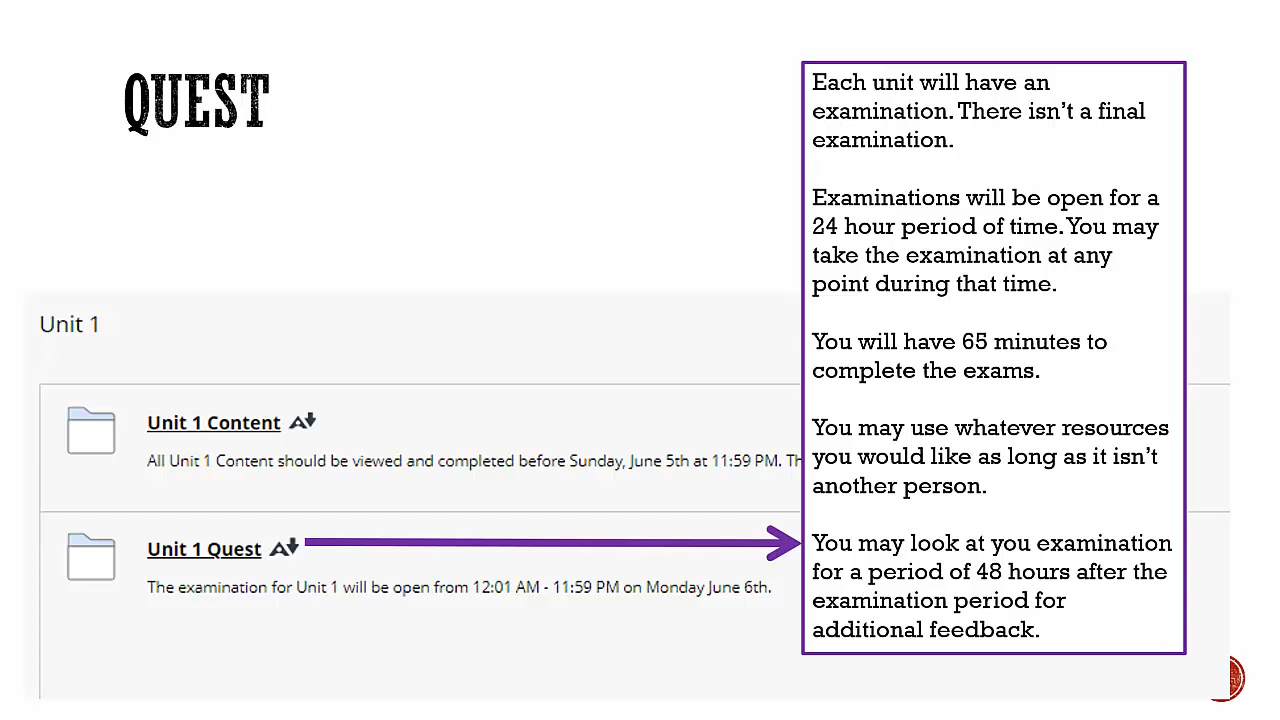 QUEST
Each unit will have an
examination. There isn't a final
examination.
Examinations will be open for a
24 hour period of time. You may
take the examination at any
point during that time.
You will have 65 minutes to
complete the exams.
You may use whatever resources
you would like as long as it isn't
another person.
You may look at you examination
for a period of 48 hours after the
examination period for
additional feedback.
Unit 1
Unit 1 Content
All Unit 1 Content should be viewed and completed before Sunday, June 5th at 11:59 PM. Th
Unit 1 Quest
The examination for Unit 1 will be open from 12:01 AM - 11:59 PM on Monday June 6th.